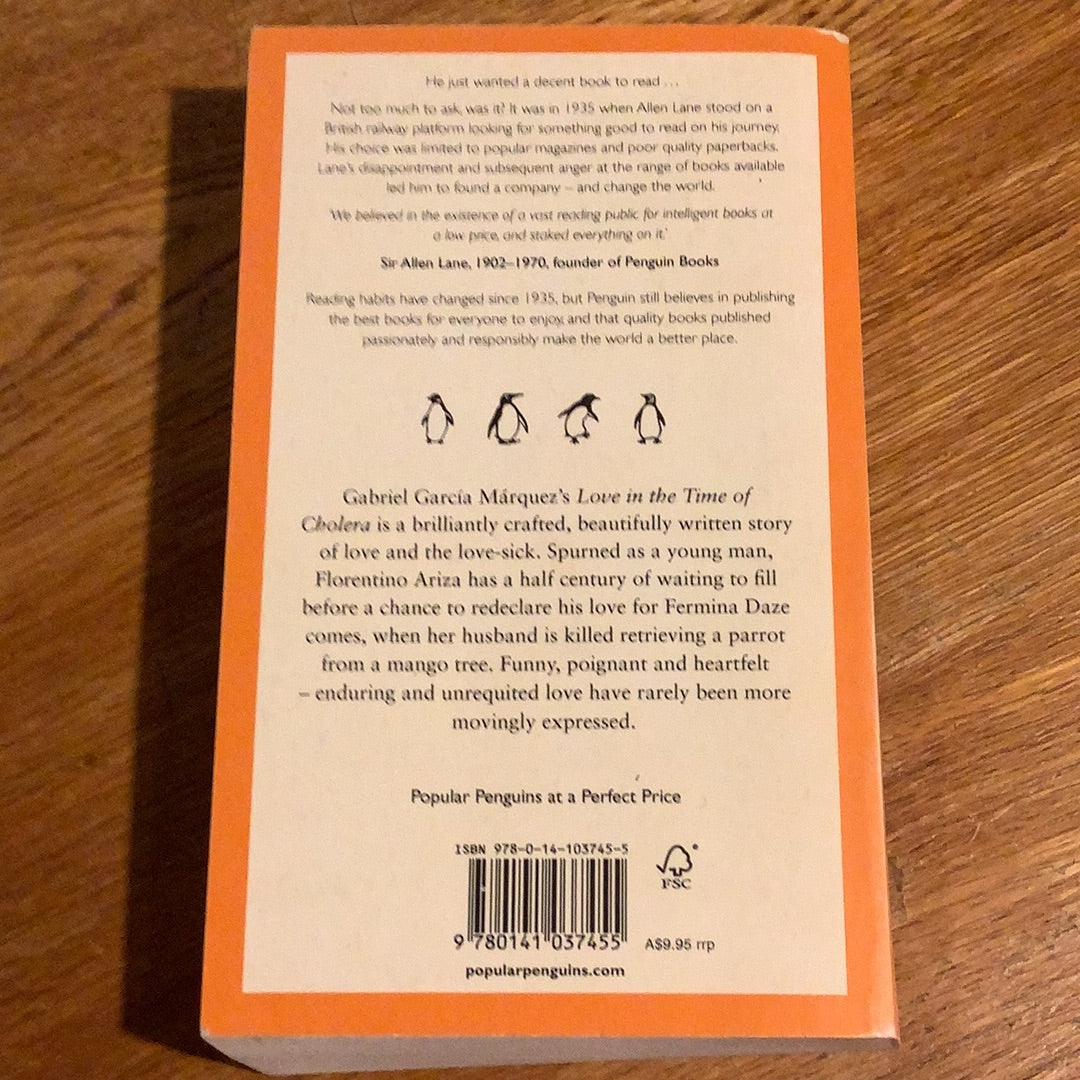 He just wanted a decent book to read ...
Not too much to ask, was it? It was in 1935 when Allen Lane stood on a
British railway platform looking for something good to read on his journey.
His choice was limited to popular magazines and poor quality paperbacks.
Lane's disappointment and subsequent anger at the range of books available
led him to found a company – and change the world.
'We believed in the existence of a vast reading public for intelligent books at
a low price, and staked everything on it.'
Sir Allen Lane, 1902–1970, founder of Penguin Books
Reading habits have changed since 1935, but Penguin still believes in publishing
the best books for everyone to enjoy, and that quality books published
passionately and responsibly make the world a better place.
Gabriel García Márquez's Love in the Time of
Cholera is a brilliantly crafted, beautifully written story
of love and the love-sick. Spurned as a young man,
Florentino Ariza has a half century of waiting to fill
before a chance to redeclare his love for Fermina Daze
comes, when her husband is killed retrieving a parrot
from a mango tree. Funny, poignant and heartfelt
– enduring and unrequited love have rarely been more
movingly expressed.
Popular Penguins at a Perfect Price
ISBN 978-0-14-103745-5
FSC
9 780141 037455
A$9.95 rrp
popularpenguins.com